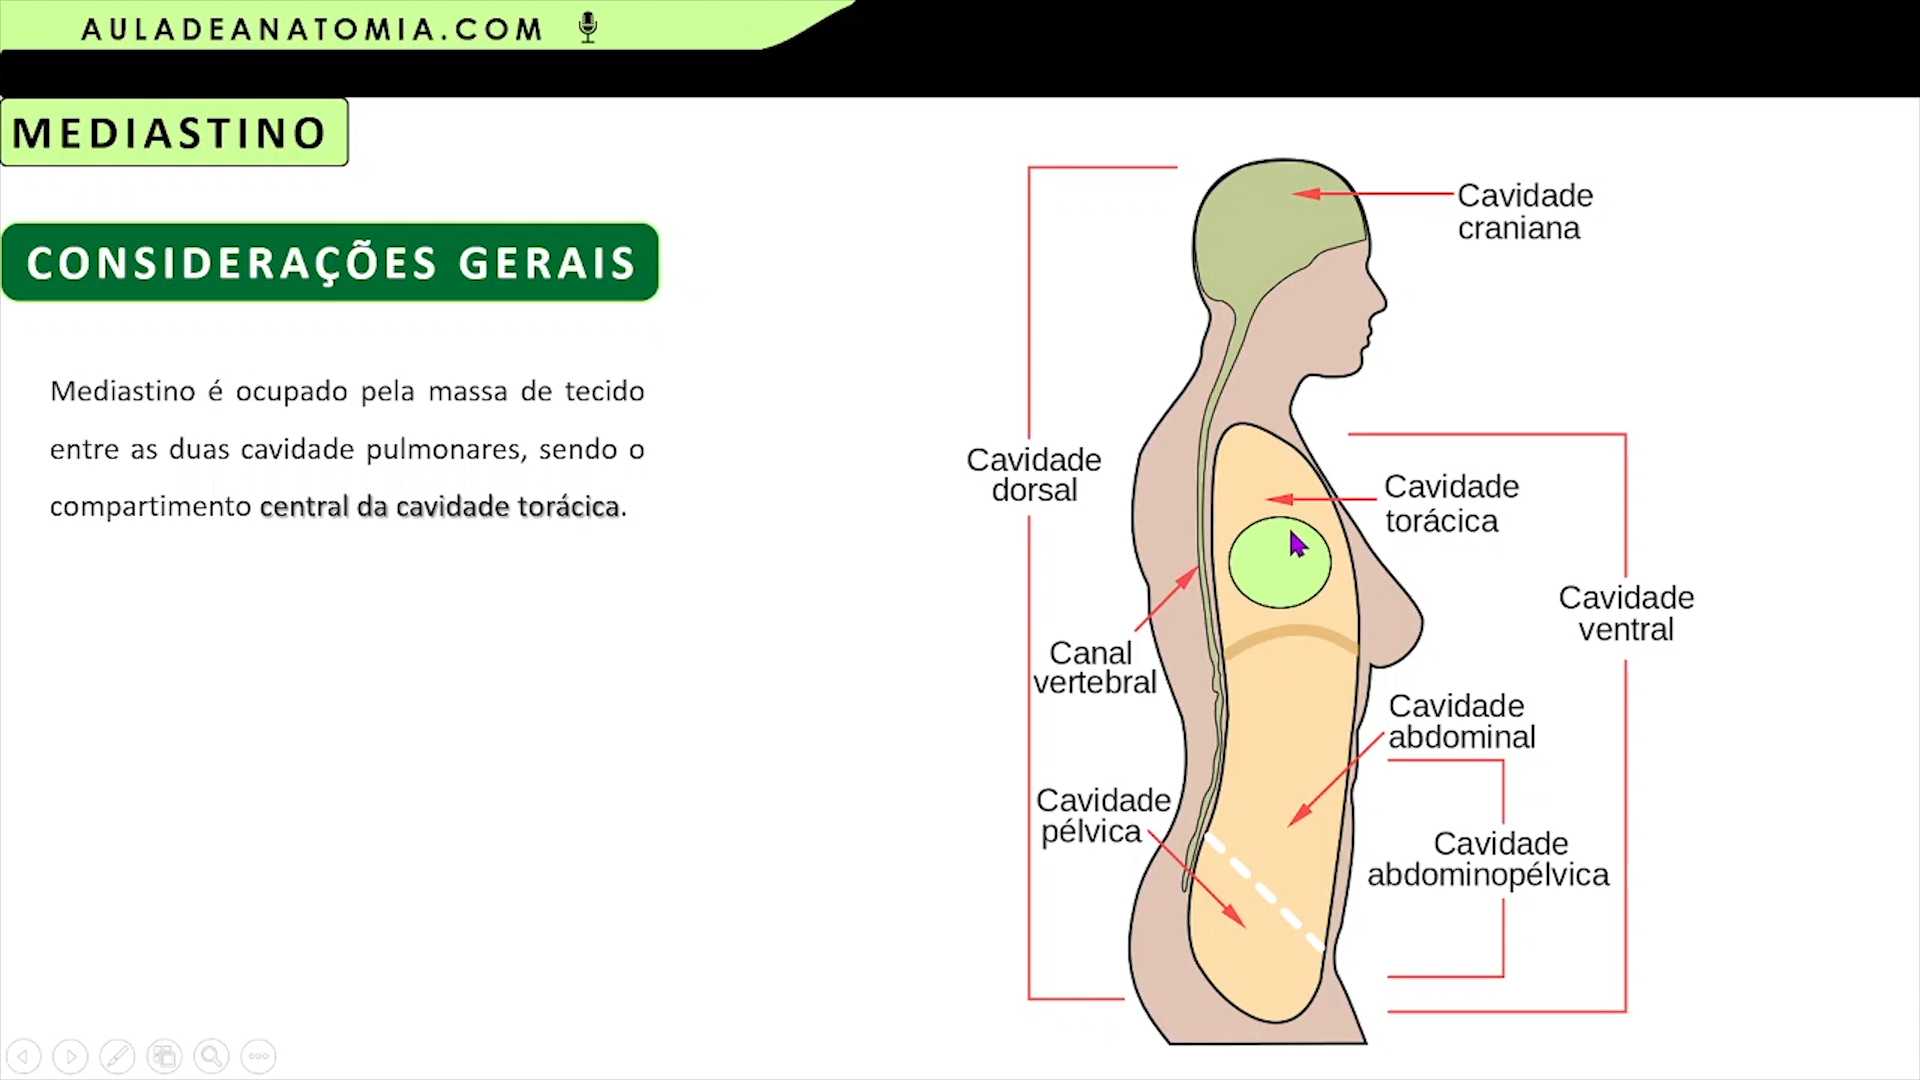 AULADEANATOMIA.COM
MEDIASTINO
CONSIDERAÇÕES GERAIS
Mediastino é ocupado pela massa de tecido
entre as duas cavidade pulmonares, sendo o
compartimento central da cavidade torácica.
Cavidade
craniana
Cavidade
dorsal
Cavidade
torácica
Cavidade
ventral
Canal
vertebral
Cavidade
abdominal
Cavidade
pélvica
Cavidade
abdominopélvica